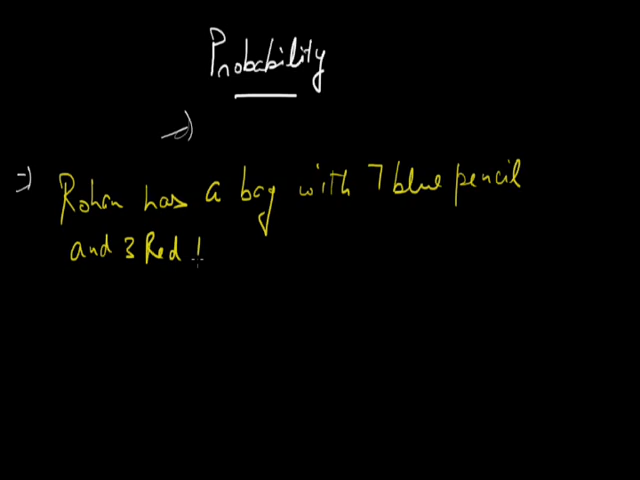 Probability
=)
=) Rohan has a bag with 7 blue pencil
and 3 Red